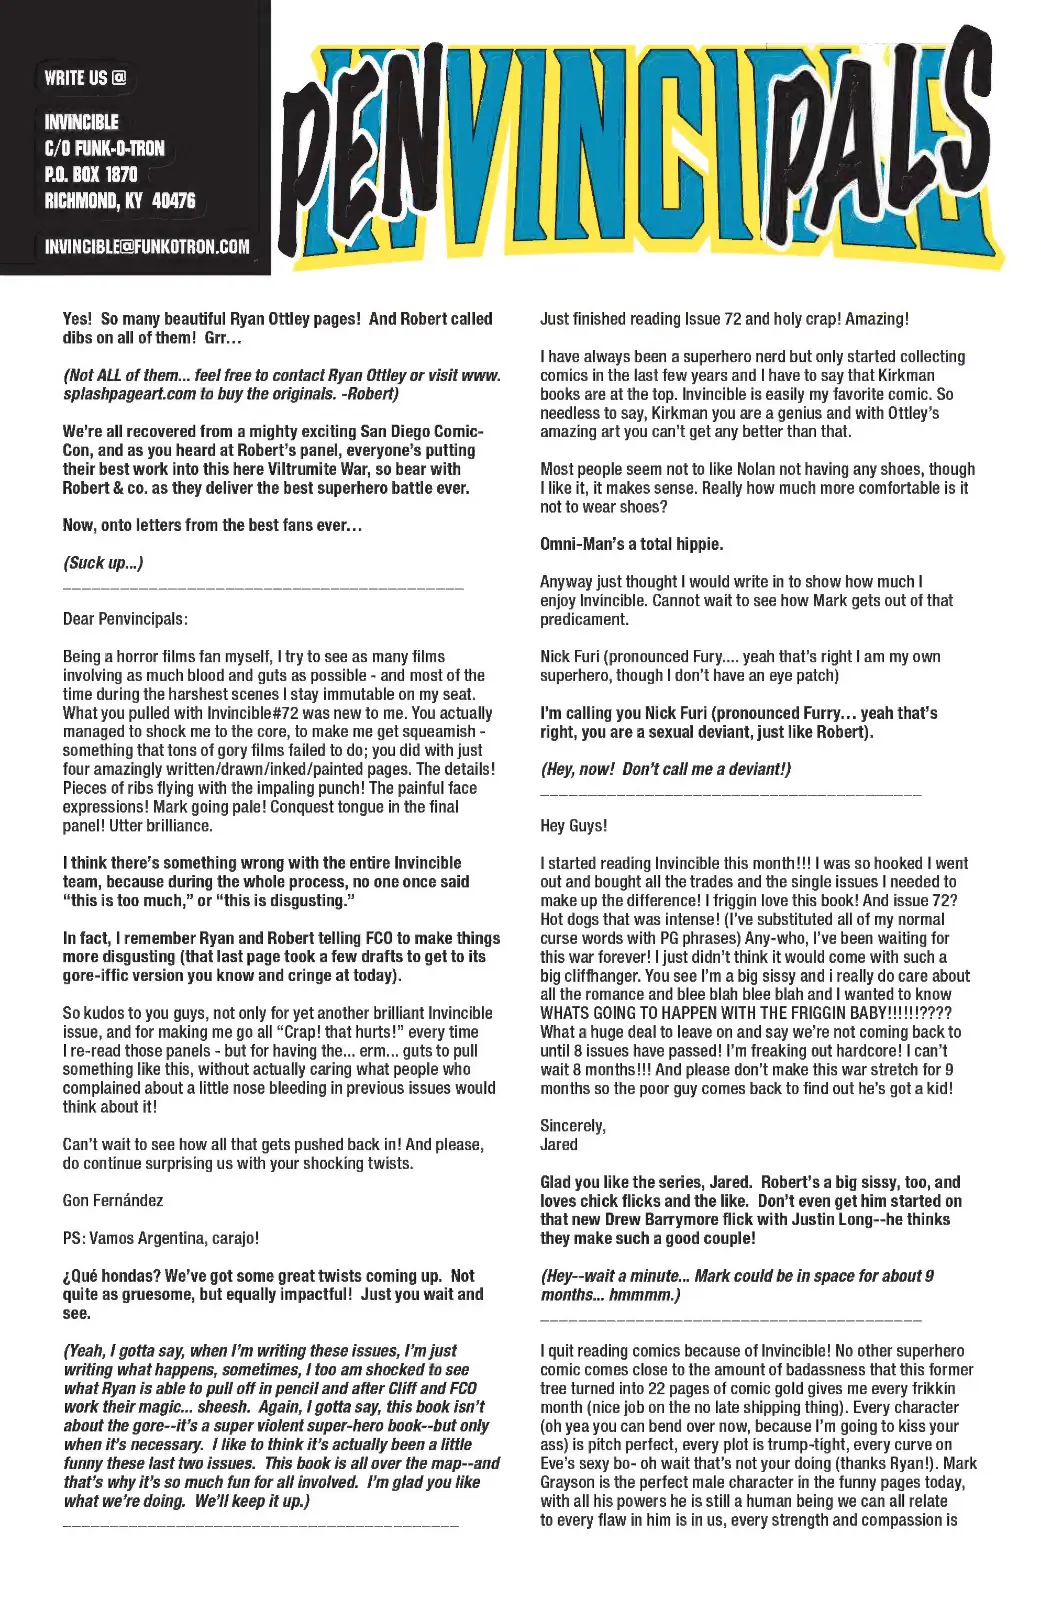 WRITE US @
INVINCIBLE
C/O FUNK-O-TRON
P.O. BOX 1870
RICHMOND, KY 40476
INVINCIBLE@FUNKOTRON.COM
PENVINCIPALS
Yes! So many beautiful Ryan Ottley pages! And Robert called
dibs on all of them! Grr...
(Not ALL of them... feel free to contact Ryan Ottley or visit www.
splashpageart.com to buy the originals. -Robert)
We're all recovered from a mighty exciting San Diego Comic-
Con, and as you heard at Robert's panel, everyone's putting
their best work into this here Viltrumite War, so bear with
Robert & co. as they deliver the best superhero battle ever.
Now, onto letters from the best fans ever...
(Suck up...)
Dear Penvincipals:
Being a horror films fan myself, I try to see as many films
involving as much blood and guts as possible - and most of the
time during the harshest scenes I stay immutable on my seat.
What you pulled with Invincible#72 was new to me. You actually
managed to shock me to the core, to make me get squeamish -
something that tons of gory films failed to do; you did with just
four amazingly written/drawn/inked/painted pages. The details!
Pieces of ribs flying with the impaling punch! The painful face
expressions! Mark going pale! Conquest tongue in the final
panel! Utter brilliance.
I think there's something wrong with the entire Invincible
team, because during the whole process, no one once said
"this is too much," or "this is disgusting."
In fact, I remember Ryan and Robert telling FCO to make things
more disgusting (that last page took a few drafts to get to its
gore-iffic version you know and cringe at today).
So kudos to you guys, not only for yet another brilliant Invincible
issue, and for making me go all "Crap! that hurts!" every time
I re-read those panels - but for having the... erm... guts to pull
something like this, without actually caring what people who
complained about a little nose bleeding in previous issues would
think about it!
Can't wait to see how all that gets pushed back in! And please,
do continue surprising us with your shocking twists.
Gon Fernández
PS: Vamos Argentina, carajo!
¿Qué hondas? We've got some great twists coming up. Not
quite as gruesome, but equally impactful! Just you wait and
see.
(Yeah, I gotta say, when I'm writing these issues, I'm just
writing what happens, sometimes, I too am shocked to see
what Ryan is able to pull off in pencil and after Cliff and FCO
work their magic... sheesh. Again, I gotta say, this book isn't
about the gore--it's a super violent super-hero book--but only
when it's necessary. I like to think it's actually been a little
funny these last two issues. This book is all over the map--and
that's why it's so much fun for all involved. I'm glad you like
what we're doing. We'll keep it up.)
Just finished reading Issue 72 and holy crap! Amazing!
I have always been a superhero nerd but only started collecting
comics in the last few years and I have to say that Kirkman
books are at the top. Invincible is easily my favorite comic. So
needless to say, Kirkman you are a genius and with Ottley's
amazing art you can't get any better than that.
Most people seem not to like Nolan not having any shoes, though
I like it, it makes sense. Really how much more comfortable is it
not to wear shoes?
Omni-Man's a total hippie.
Anyway just thought I would write in to show how much I
enjoy Invincible. Cannot wait to see how Mark gets out of that
predicament.
Nick Furi (pronounced Fury.... yeah that's right I am my own
superhero, though I don't have an eye patch)
I'm calling you Nick Furi (pronounced Furry... yeah that's
right, you are a sexual deviant, just like Robert).
(Hey, now! Don't call me a deviant!)
Hey Guys!
I started reading Invincible this month!!! I was so hooked I went
out and bought all the trades and the single issues I needed to
make up the difference! I friggin love this book! And issue 72?
Hot dogs that was intense! (I've substituted all of my normal
curse words with PG phrases) Any-who, I've been waiting for
this war forever! I just didn't think it would come with such a
big cliffhanger. You see I'm a big sissy and i really do care about
all the romance and blee blah blee blah and I wanted to know
WHATS GOING TO HAPPEN WITH THE FRIGGIN BABY!!!!!!????
What a huge deal to leave on and say we're not coming back to
until 8 issues have passed! I'm freaking out hardcore! I can't
wait 8 months!!! And please don't make this war stretch for 9
months so the poor guy comes back to find out he's got a kid!
Sincerely,
Jared
Glad you like the series, Jared. Robert's a big sissy, too, and
loves chick flicks and the like. Don't even get him started on
that new Drew Barrymore flick with Justin Long--he thinks
they make such a good couple!
(Hey--wait a minute... Mark could be in space for about 9
months... hmmmm.)
I quit reading comics because of Invincible! No other superhero
comic comes close to the amount of badassness that this former
tree turned into 22 pages of comic gold gives me every frikkin
month (nice job on the no late shipping thing). Every character
(oh yea you can bend over now, because I'm going to kiss your
ass) is pitch perfect, every plot is trump-tight, every curve on
Eve's sexy bo- oh wait that's not your doing (thanks Ryan!). Mark
Grayson is the perfect male character in the funny pages today,
with all his powers he is still a human being we can all relate
to every flaw in him is in us, every strength and compassion is